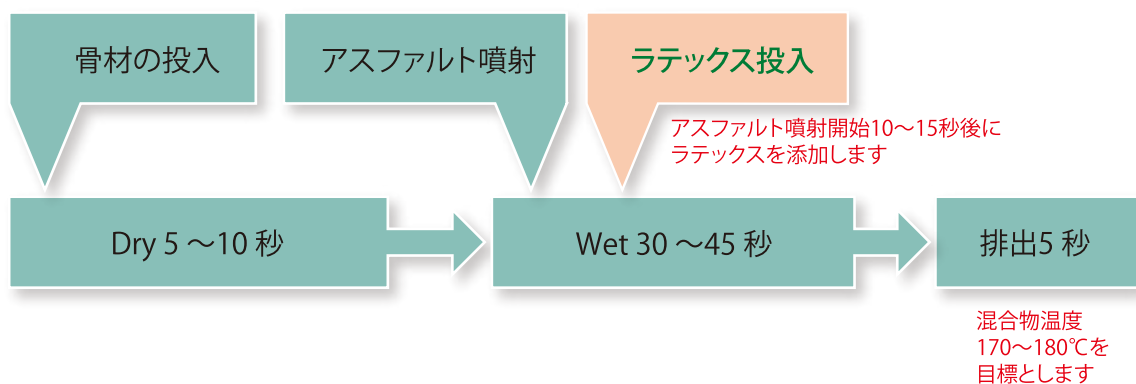 骨材の投入
アスファルト噴射
ラテックス投入
アスファルト噴射開始10〜15秒後に
ラテックスを添加します
Dry 5 〜10 秒
Wet 30 〜45 秒
排出5 秒
混合物温度
170〜180℃を
目標とします